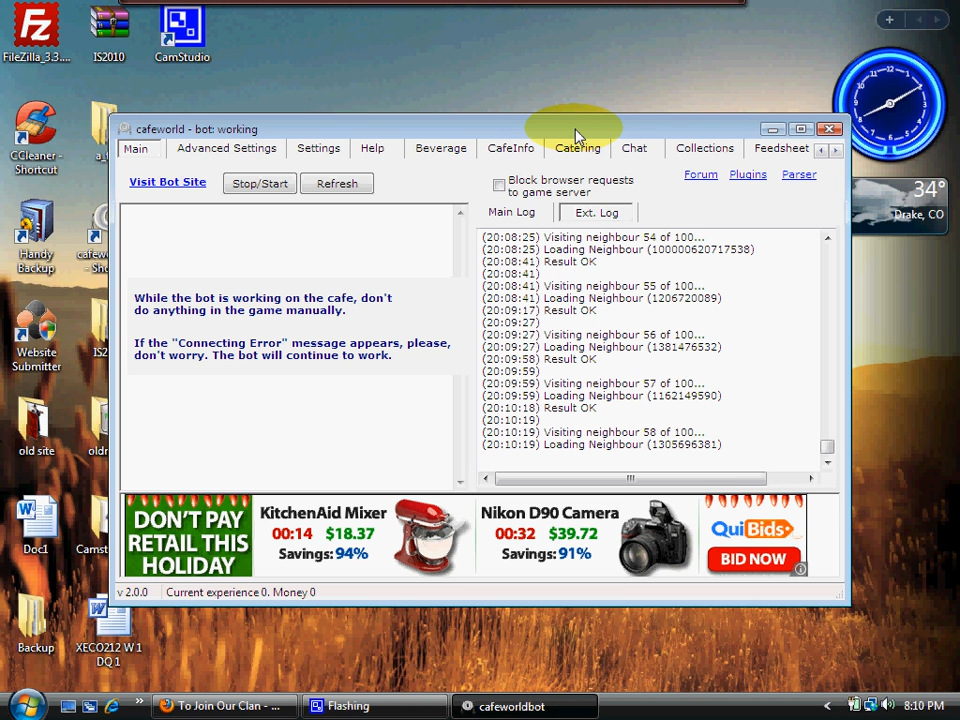 FileZilla_3.3....
IS2010
CamStudio
CCleaner -
Shortcut
Handy
Backup
Website
Submitter
old site
Doc1
Backup
XECO212 W 1
DQ 1
34°
Drake, CO
cafeworld - bot: working
Main
Advanced Settings
Settings
Help
Beverage
CafeInfo
Catering
Chat
Collections
Feedsheet
Visit Bot Site
Stop/Start
Refresh
Block browser requests
to game server
Forum
Plugins
Parser
Main Log
Ext. Log
While the bot is working on the cafe, don't
do anything in the game manually.
If the "Connecting Error" message appears, please,
don't worry. The bot will continue to work.
(20:08:25) Visiting neighbour 54 of 100...
(20:08:25) Loading Neighbour (100000620717538)
(20:08:41) Result OK
(20:08:41)
(20:08:41) Visiting neighbour 55 of 100...
(20:08:41) Loading Neighbour (1206720089)
(20:09:17) Result OK
(20:09:27)
(20:09:27) Visiting neighbour 56 of 100...
(20:09:27) Loading Neighbour (1381476532)
(20:09:58) Result OK
(20:09:59)
(20:09:59) Visiting neighbour 57 of 100...
(20:09:59) Loading Neighbour (1162149590)
(20:10:18) Result OK
(20:10:19)
(20:10:19) Visiting neighbour 58 of 100...
(20:10:19) Loading Neighbour (1305696381)
DON'T PAY
RETAIL THIS
HOLIDAY
KitchenAid Mixer
00:14 $18.37
Savings: 94%
Nikon D90 Camera
00:32 $39.72
Savings: 91%
QuiBids
BID NOW
v 2.0.0
Current experience 0. Money 0
To Join Our Clan - ...
Flashing
cafeworldbot
8:10 PM